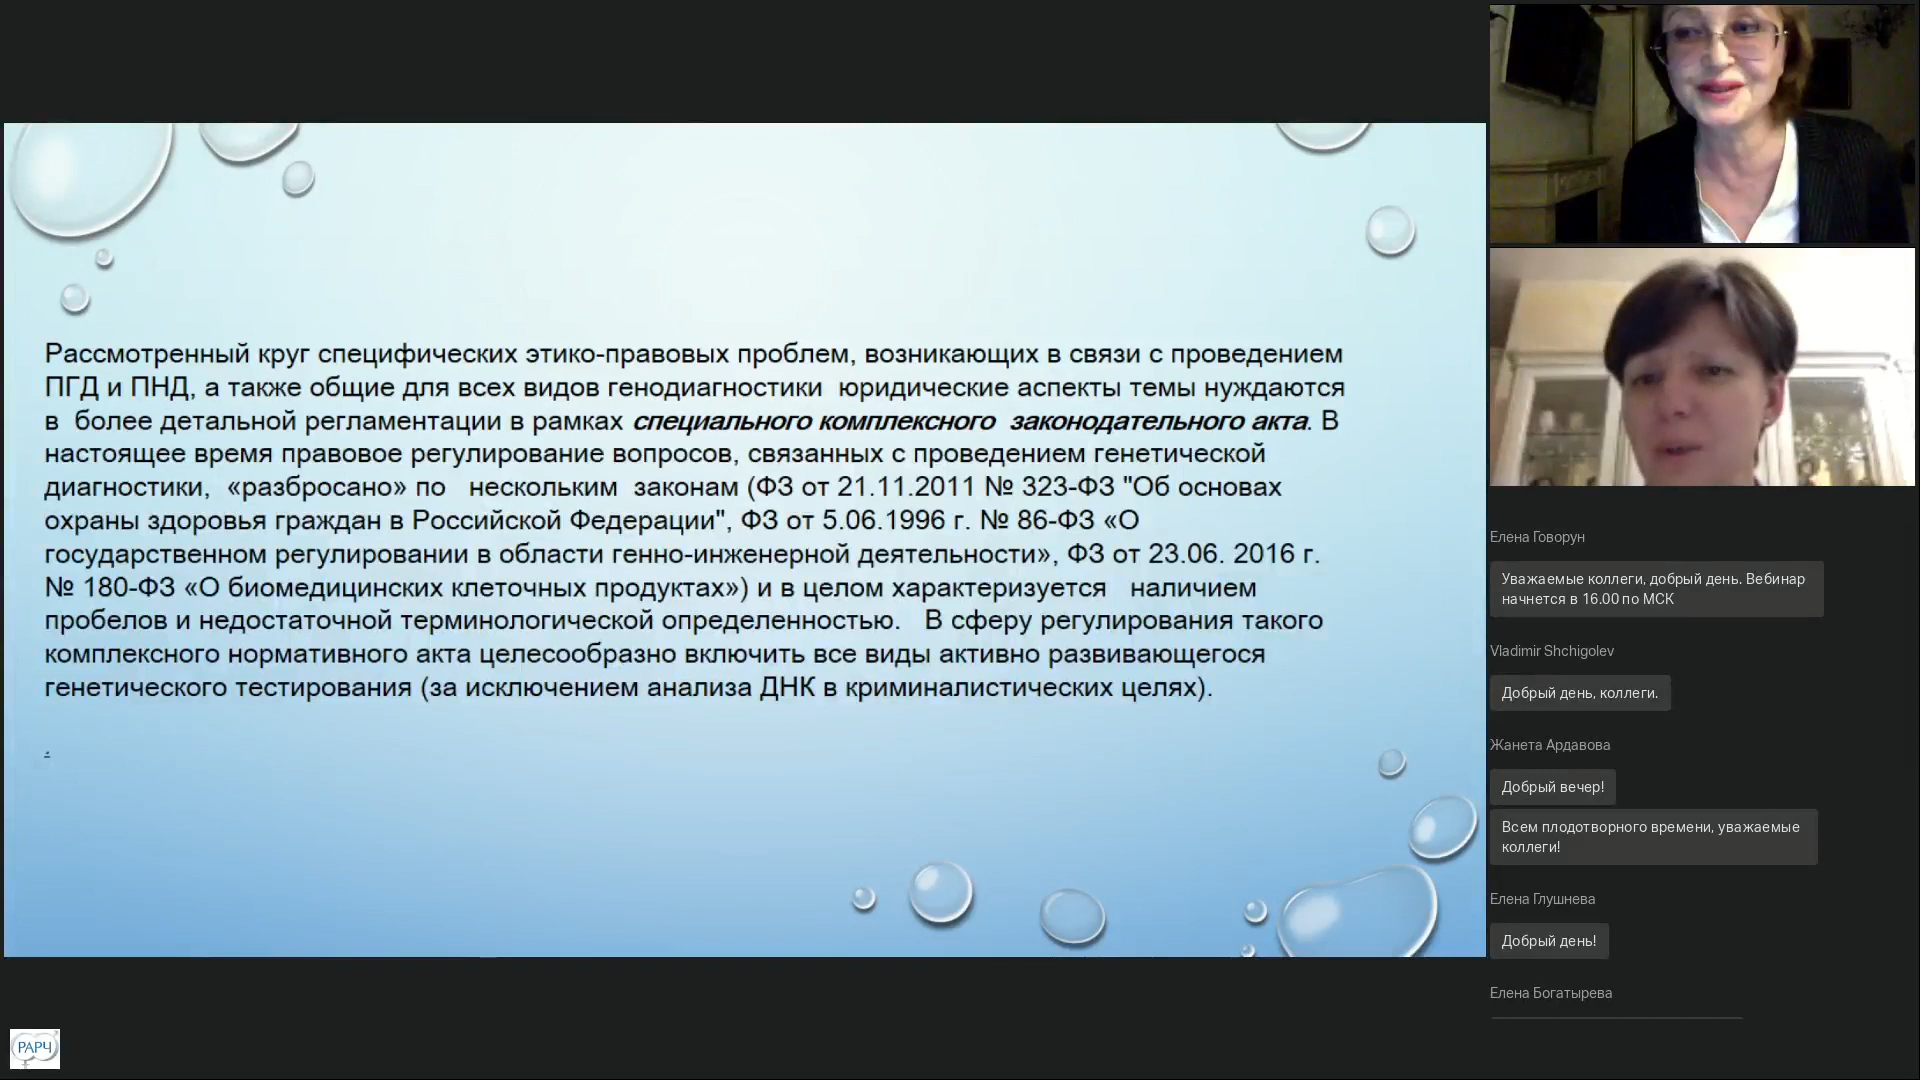 Рассмотренный круг специфических этико-правовых проблем, возникающих в связи с проведением
ПГД и ПНД, а также общие для всех видов генодиагностики юридические аспекты темы нуждаются
в более детальной регламентации в рамках специального комплексного законодательного акта. В
настоящее время правовое регулирование вопросов, связанных с проведением генетической
диагностики, «разбросано» по нескольким законам (ФЗ от 21.11.2011 № 323-ФЗ "Об основах
охраны здоровья граждан в Российской Федерации", ФЗ от 5.06.1996 г. № 86-ФЗ «О
государственном регулировании в области генно-инженерной деятельности», ФЗ от 23.06. 2016 г.
№ 180-ФЗ «О биомедицинских клеточных продуктах») и в целом характеризуется наличием
пробелов и недостаточной терминологической определенностью. В сферу регулирования такого
комплексного нормативного акта целесообразно включить все виды активно развивающегося
генетического тестирования (за исключением анализа ДНК в криминалистических целях).
.
РАРЧ
Елена Говорун
Уважаемые коллеги, добрый день. Вебинар
начнется в 16.00 по МСК
Vladimir Shchigolev
Добрый день, коллеги.
Жанета Ардавова
Добрый вечер!
Всем плодотворного времени, уважаемые
коллеги!
Елена Глушнева
Добрый день!
Елена Богатырева